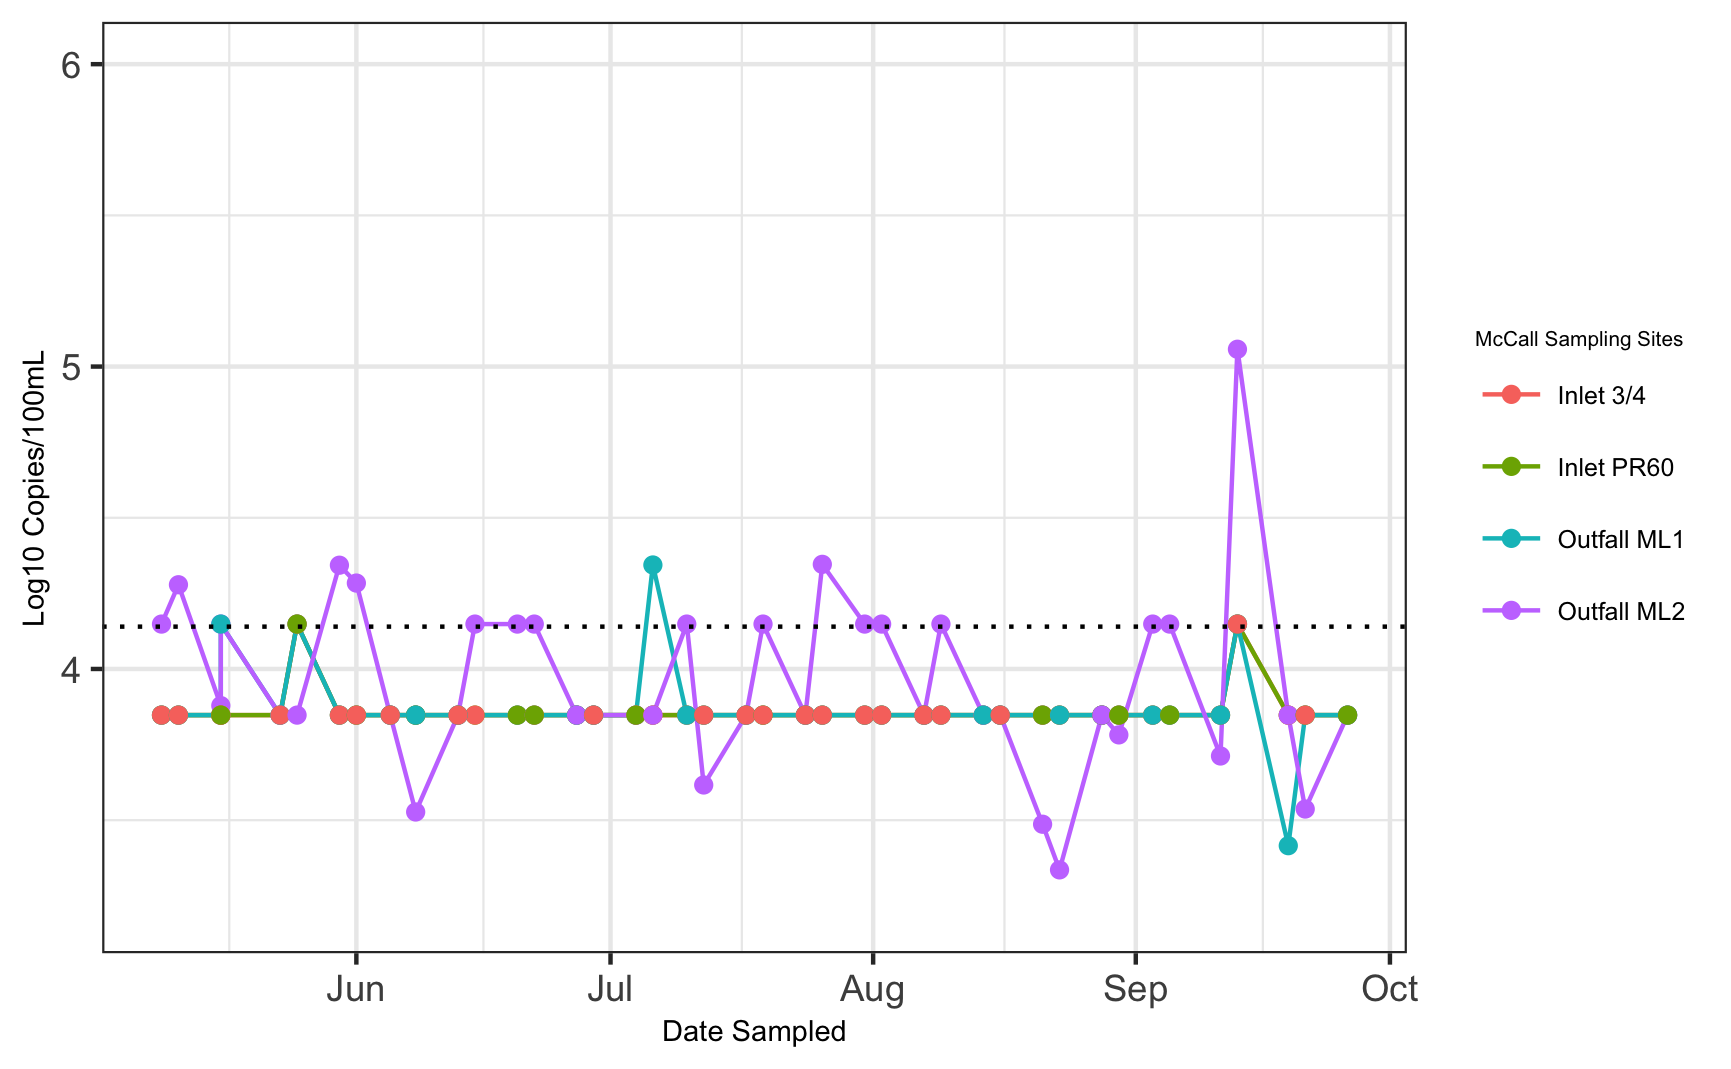 6
5
4
Log10 Copies/100mL
Jun Jul Aug Sep Oct
Date Sampled
McCall Sampling Sites
Inlet 3/4
Inlet PR60
Outfall ML1
Outfall ML2